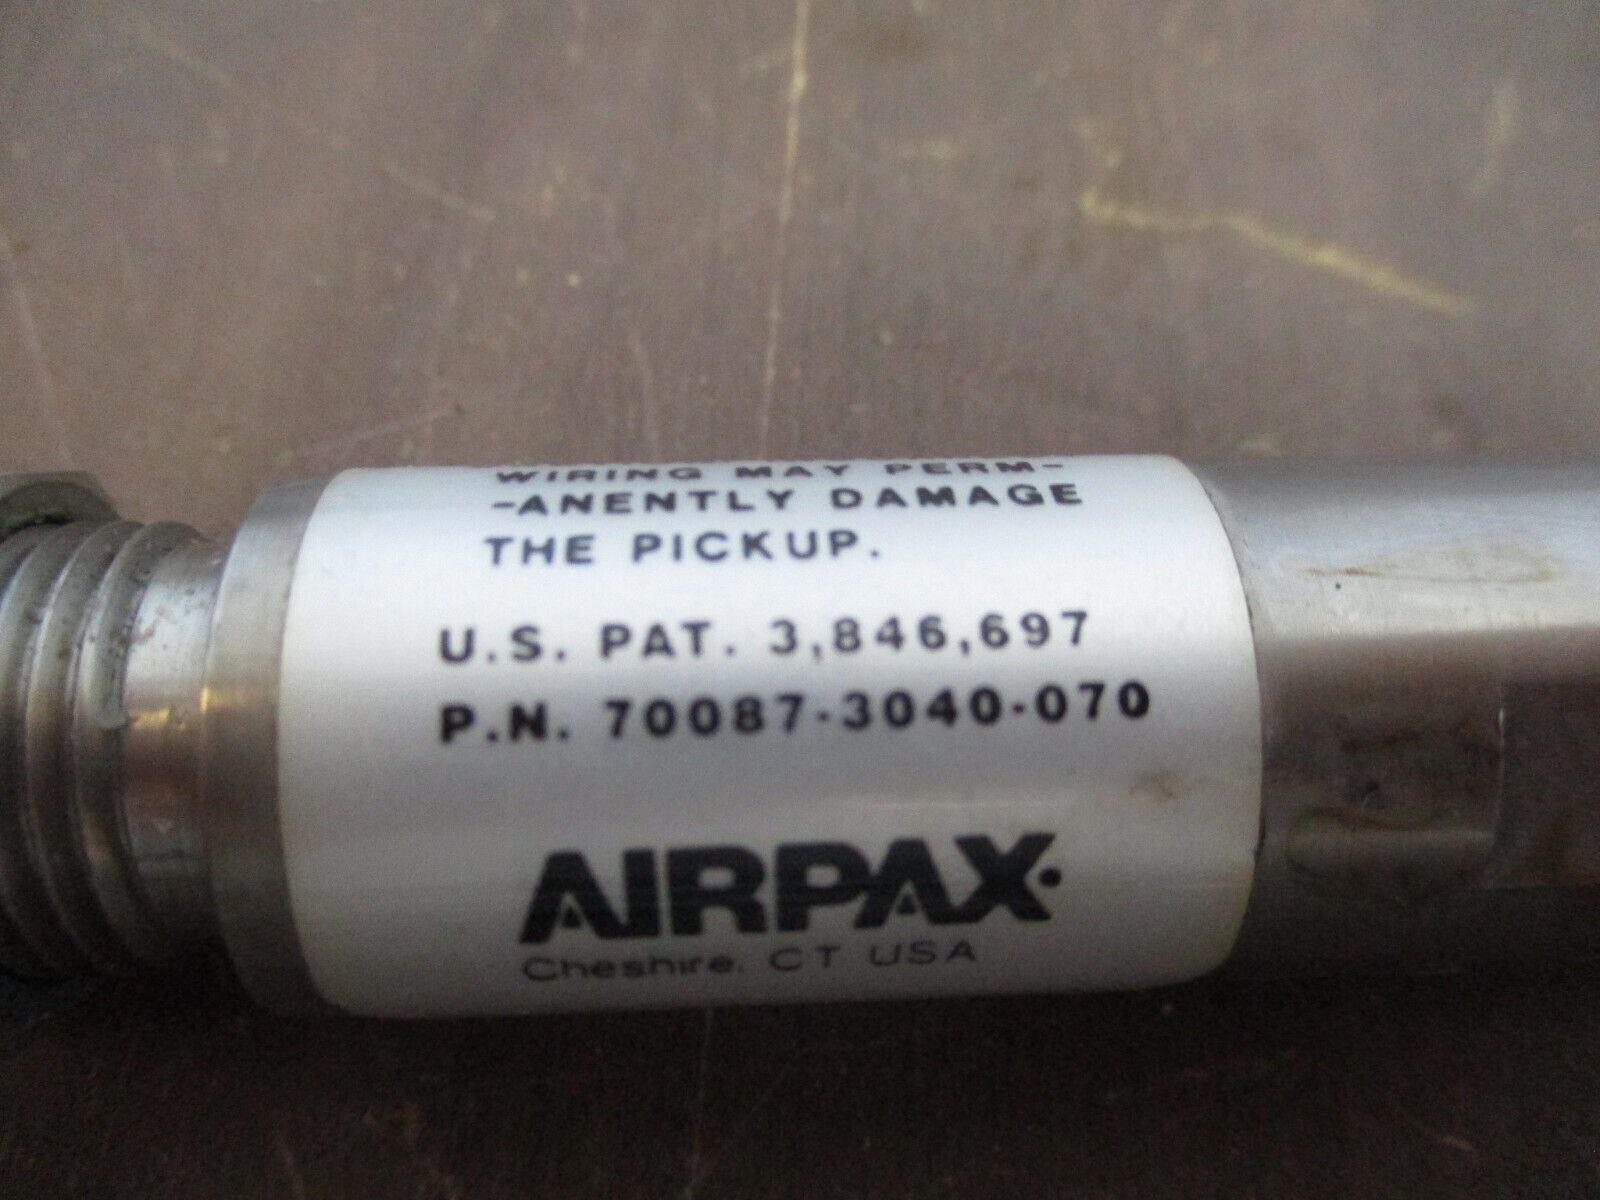 WIRING MAY PERM-
-ANENTLY DAMAGE
THE PICKUP.
U.S. PAT. 3,846,697
P.N. 70087-3040-070
AIRPAX
Cheshire, CT USA